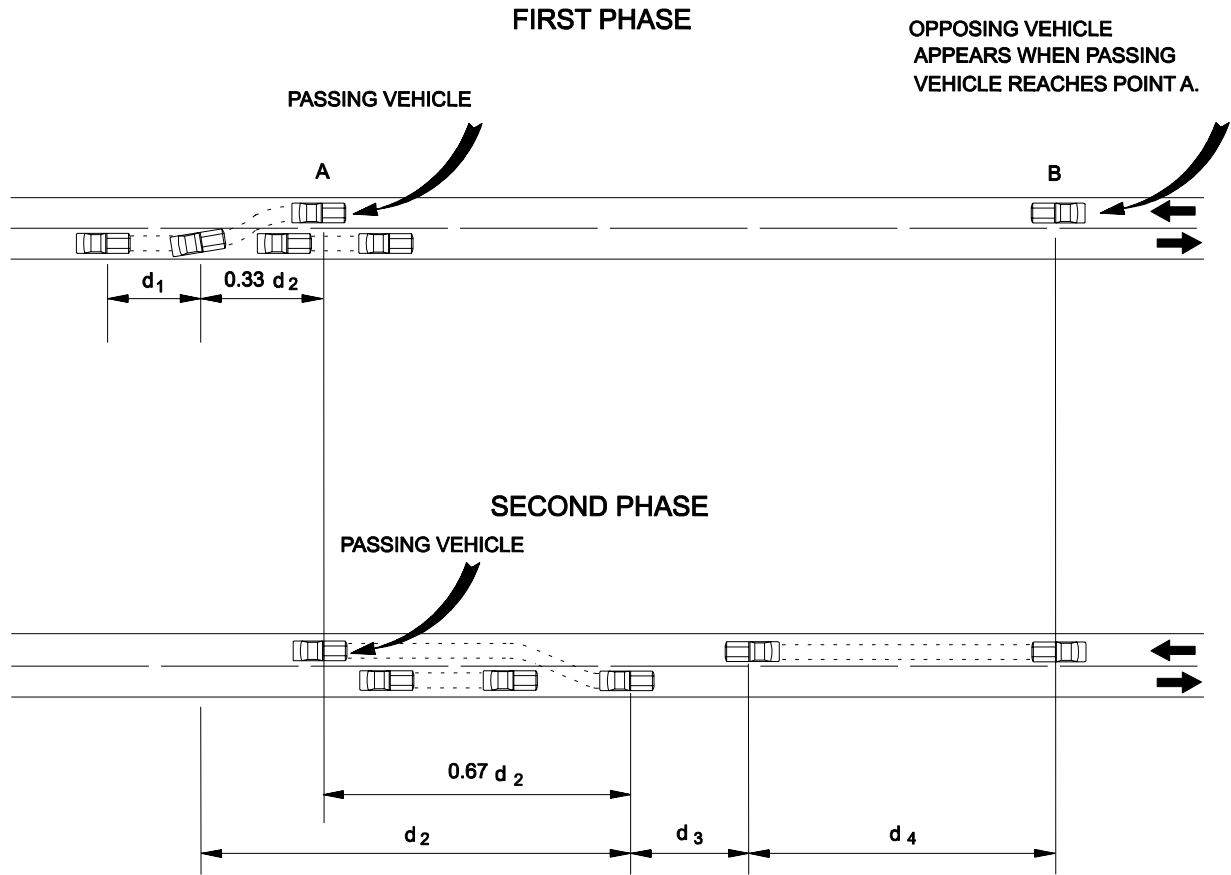 FIRST PHASE
OPPOSING VEHICLE
APPEARS WHEN PASSING
VEHICLE REACHES POINT A.
PASSING VEHICLE
A
B
d1
0.33 d2
SECOND PHASE
PASSING VEHICLE
0.67 d2
d2
d3
d4